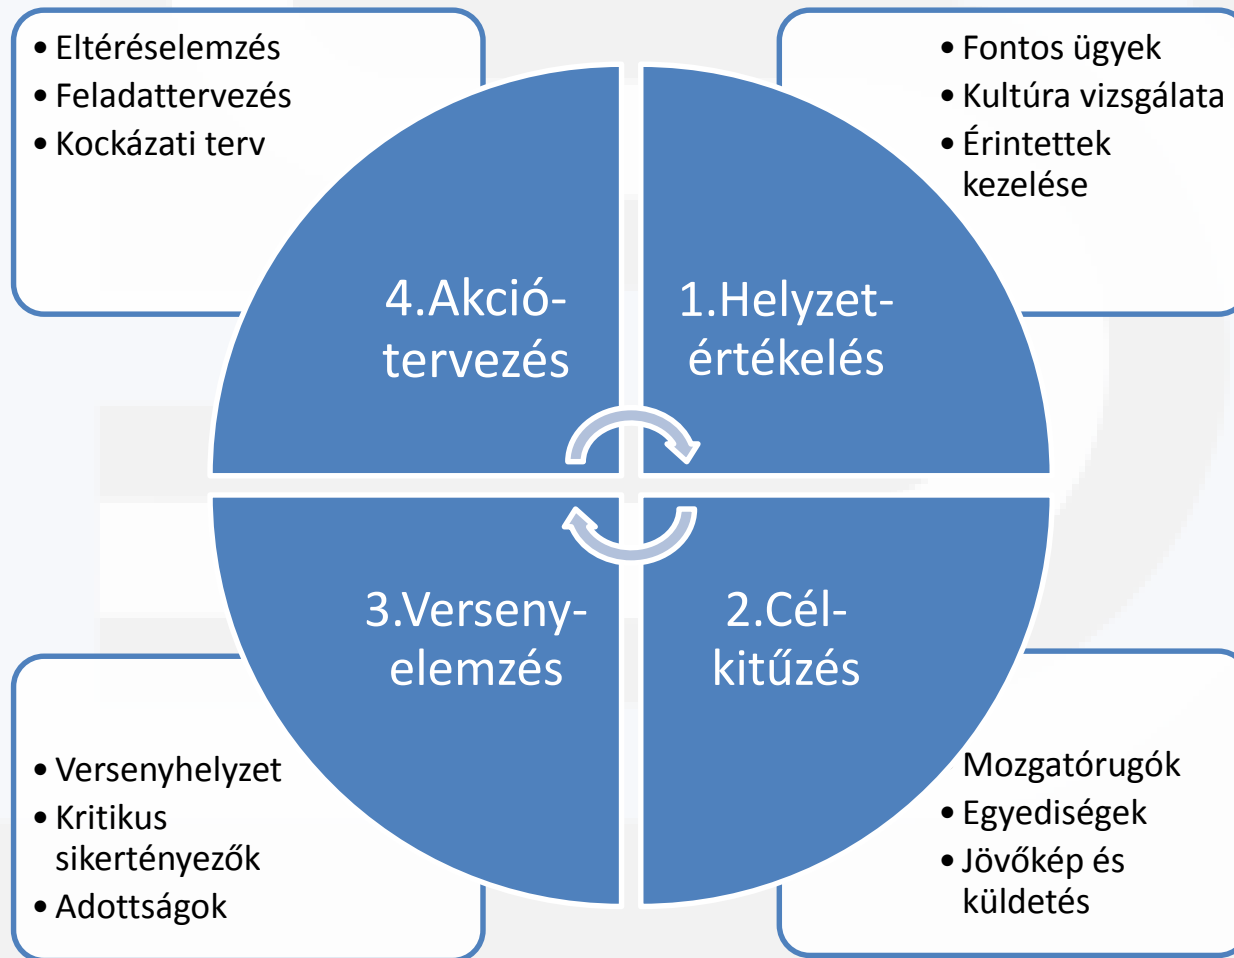 • Eltéréselemzés
• Feladattervezés
• Kockázati terv
• Fontos ügyek
• Kultúra vizsgálata
• Érintettek
kezelése
4.Akció-
tervezés
1.Helyzet-
értékelés
3.Verseny-
elemzés
2.Cél-
kitűzés
• Versenyhelyzet
• Kritikus
sikertényezők
• Adottságok
Mozgatórugók
• Egyediségek
• Jövőkép és
küldetés